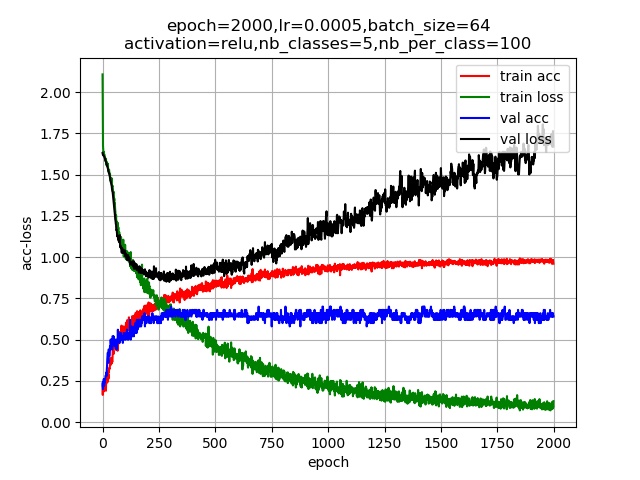 epoch=2000,lr=0.0005,batch_size=64
activation=relu,nb_classes=5,nb_per_class=100
train acc
train loss
val acc
val loss
2.00
1.75
1.50
1.25
1.00
0.75
0.50
0.25
0.00
acc-loss
0 250 500 750 1000 1250 1500 1750 2000
epoch